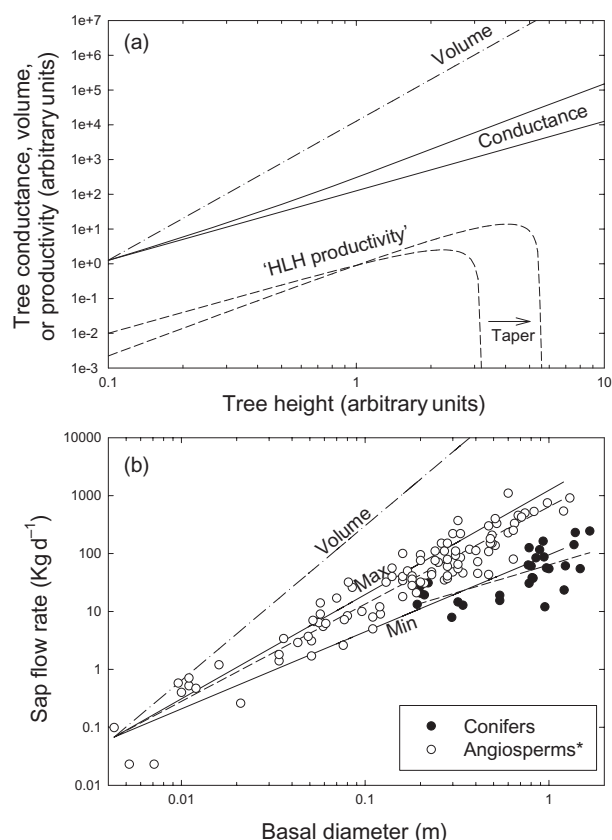 (a)
Tree conductance, volume,
or productivity (arbitrary units)
1e+7
1e+6
1e+5
1e+4
1e+3
1e+2
1e+1
1e+0
1e-1
1e-2
1e-3
Volume
Conductance
'HLH productivity'
Taper
0.1
1
10
Tree height (arbitrary units)
(b)
Sap flow rate (Kg d⁻¹)
10000
1000
100
10
1
0.1
0.01
Volume
Max
Min
Conifers
Angiosperms*
0.01
0.1
1
Basal diameter (m)